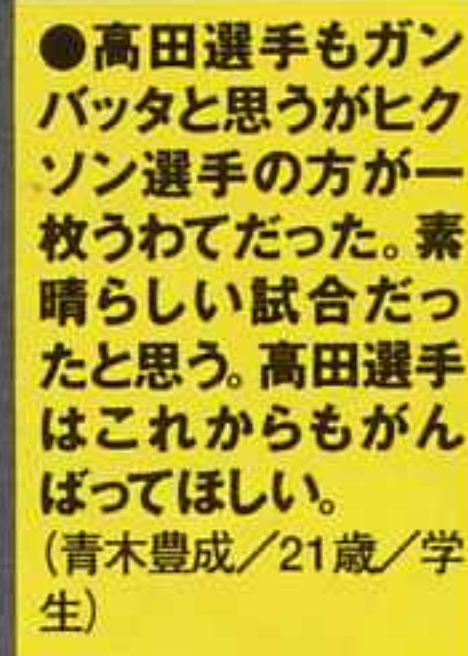 ●高田選手もガン
バッタと思うがヒク
ソン選手の方が一
枚うわてだった。素
晴らしい試合だっ
たと思う。高田選手
はこれからもがん
ばってほしい。
(青木豊成／21歳／学
生)